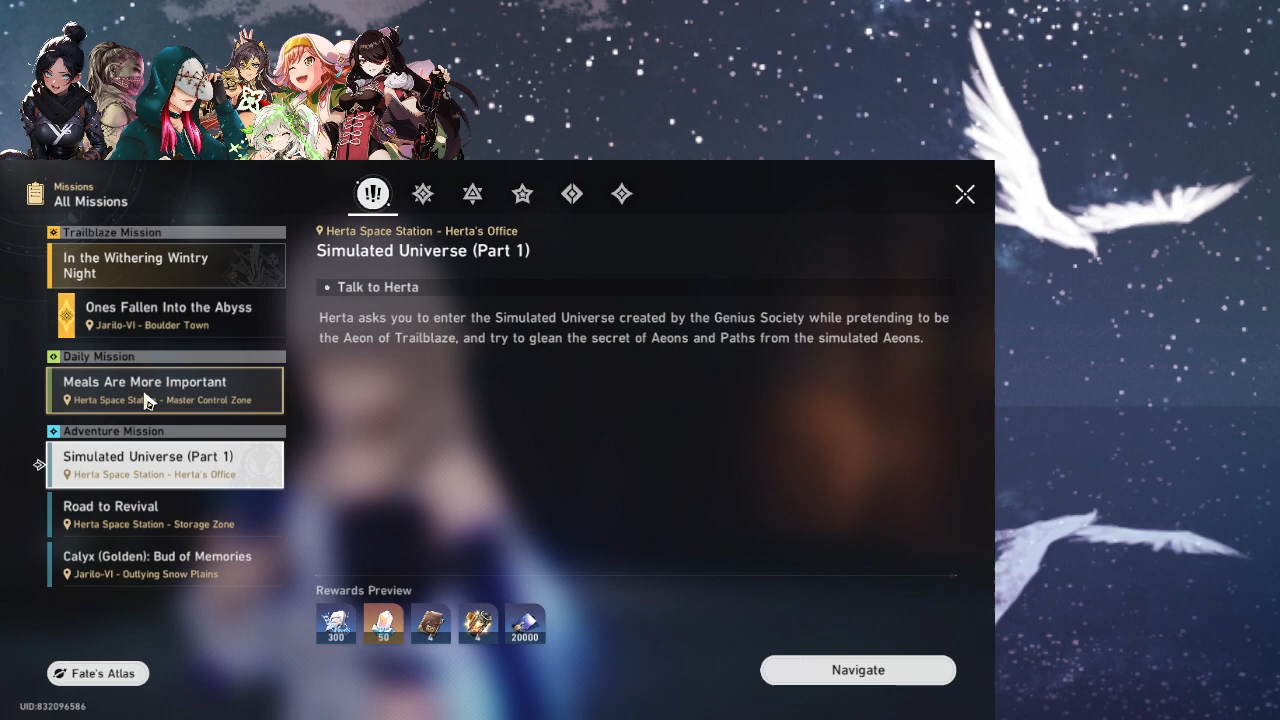 Missions
All Missions
Trailblaze Mission
In the Withering Wintry
Night
Ones Fallen Into the Abyss
Jarilo-VI - Boulder Town
Daily Mission
Meals Are More Important
Herta Space - Master Control Zone
Adventure Mission
Simulated Universe (Part 1)
Herta Space Station - Herta's Office
Road to Revival
Herta Space Station - Storage Zone
Calyx (Golden): Bud of Memories
Jarilo-VI - Outlying Snow Plains
Fate's Atlas
UID:832096586
Herta Space Station - Herta's Office
Simulated Universe (Part 1)
Talk to Herta
Herta asks you to enter the Simulated Universe created by the Genius Society while pretending to be
the Aeon of Trailblaze, and try to glean the secret of Aeons and Paths from the simulated Aeons.
Rewards Preview
300
50
4
4
20000
Navigate